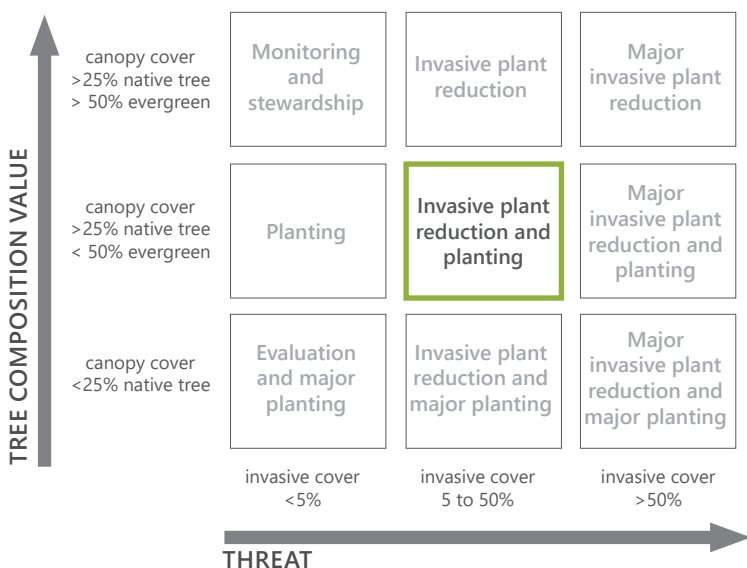 TREE COMPOSITION VALUE
canopy cover
>25% native tree
> 50% evergreen
Monitoring
and
stewardship
Invasive plant
reduction
Major
invasive plant
reduction
canopy cover
>25% native tree
< 50% evergreen
Planting
Invasive plant
reduction and
planting
Major
invasive plant
reduction and
planting
canopy cover
<25% native tree
Evaluation
and major
planting
Invasive plant
reduction and
major planting
Major
invasive plant
reduction and
major planting
invasive cover
<5%
invasive cover
5 to 50%
invasive cover
>50%
THREAT